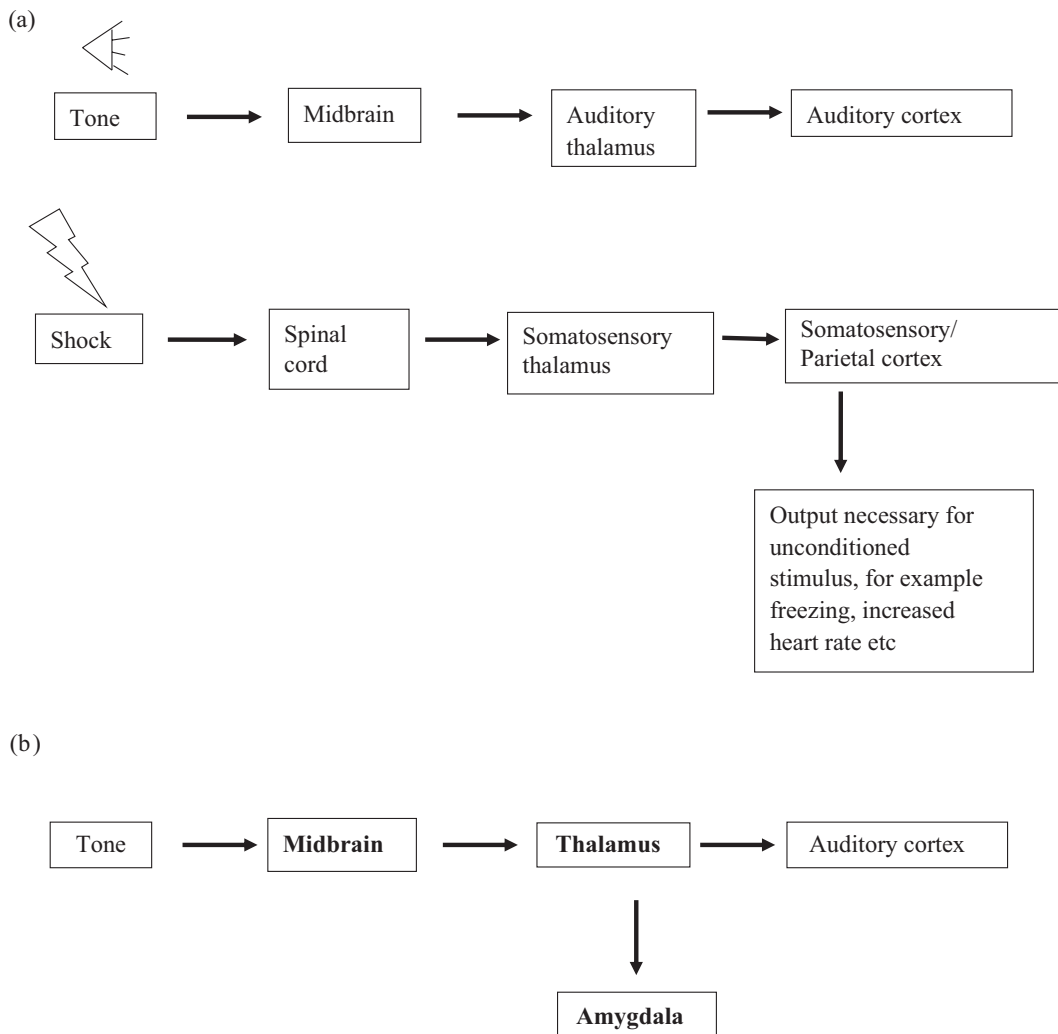 (a)
Tone
Midbrain
Auditory
thalamus
Auditory cortex
Shock
Spinal
cord
Somatosensory
thalamus
Somatosensory/
Parietal cortex
Output necessary for
unconditioned
stimulus, for example
freezing, increased
heart rate etc
(b)
Tone
Midbrain
Thalamus
Auditory cortex
Amygdala